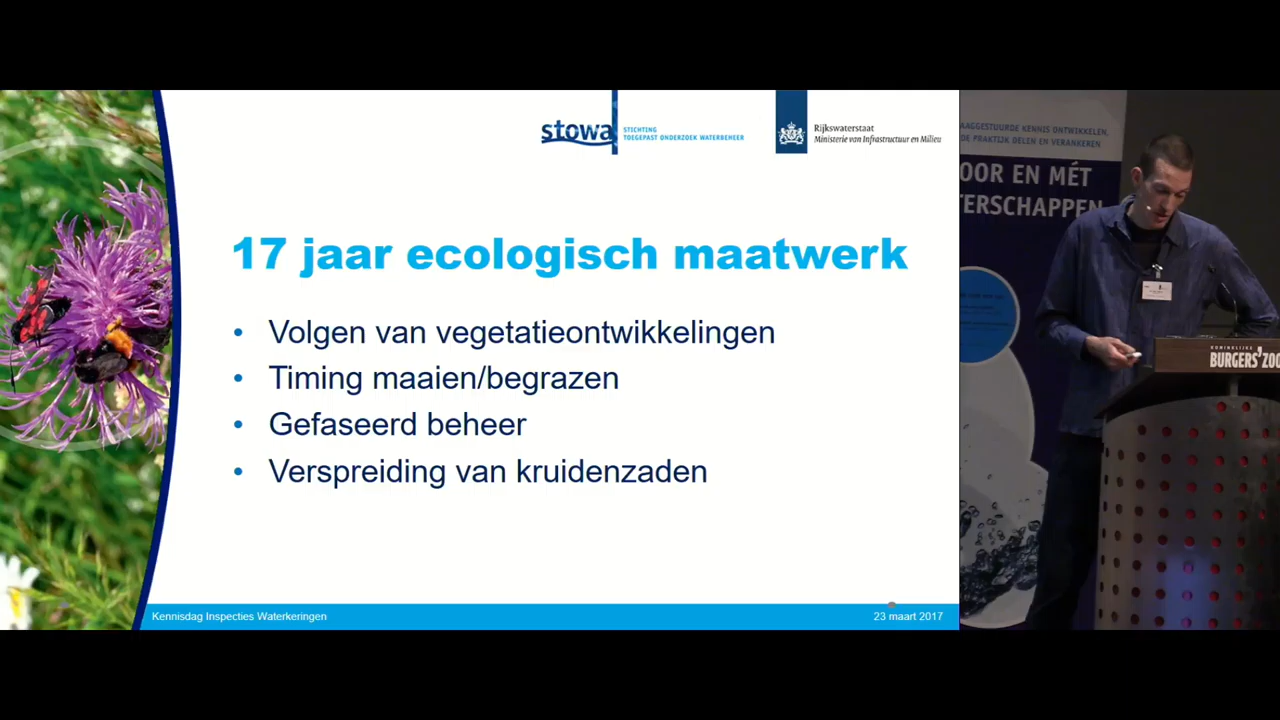 stowa
STICHTING
TOEGEPAST ONDERZOEK WATERBEHEER
Rijkswaterstaat
Ministerie van Infrastructuur en Milieu
17 jaar ecologisch maatwerk
• Volgen van vegetatieontwikkelingen
• Timing maaien/begrazen
• Gefaseerd beheer
• Verspreiding van kruidenzaden
Kennisdag Inspecties Waterkeringen
23 maart 2017
KENNIS ONTWIKKELEN,
DE PRAKTIJK DELEN EN VERANKEREN
OOR EN MÉT
TERSCHAPPEN
KONINKLIJKE
BURGERS' ZOO